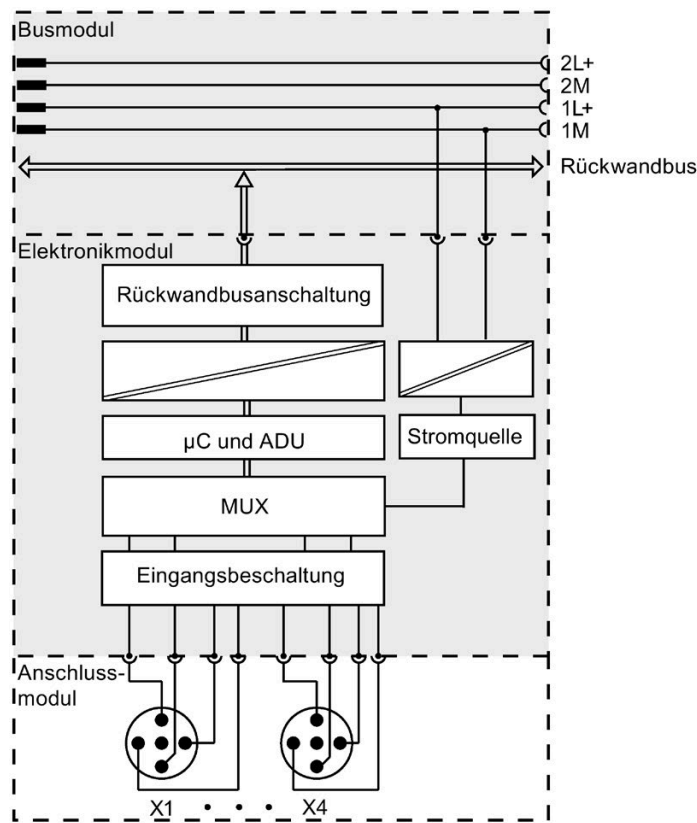 Busmodul
2L+
2M
1L+
1M
Rückwandbus
Elektronikmodul
Rückwandbusanschaltung
µC und ADU
Stromquelle
MUX
Eingangsbeschaltung
Anschluss-
modul
X1 • • • X4